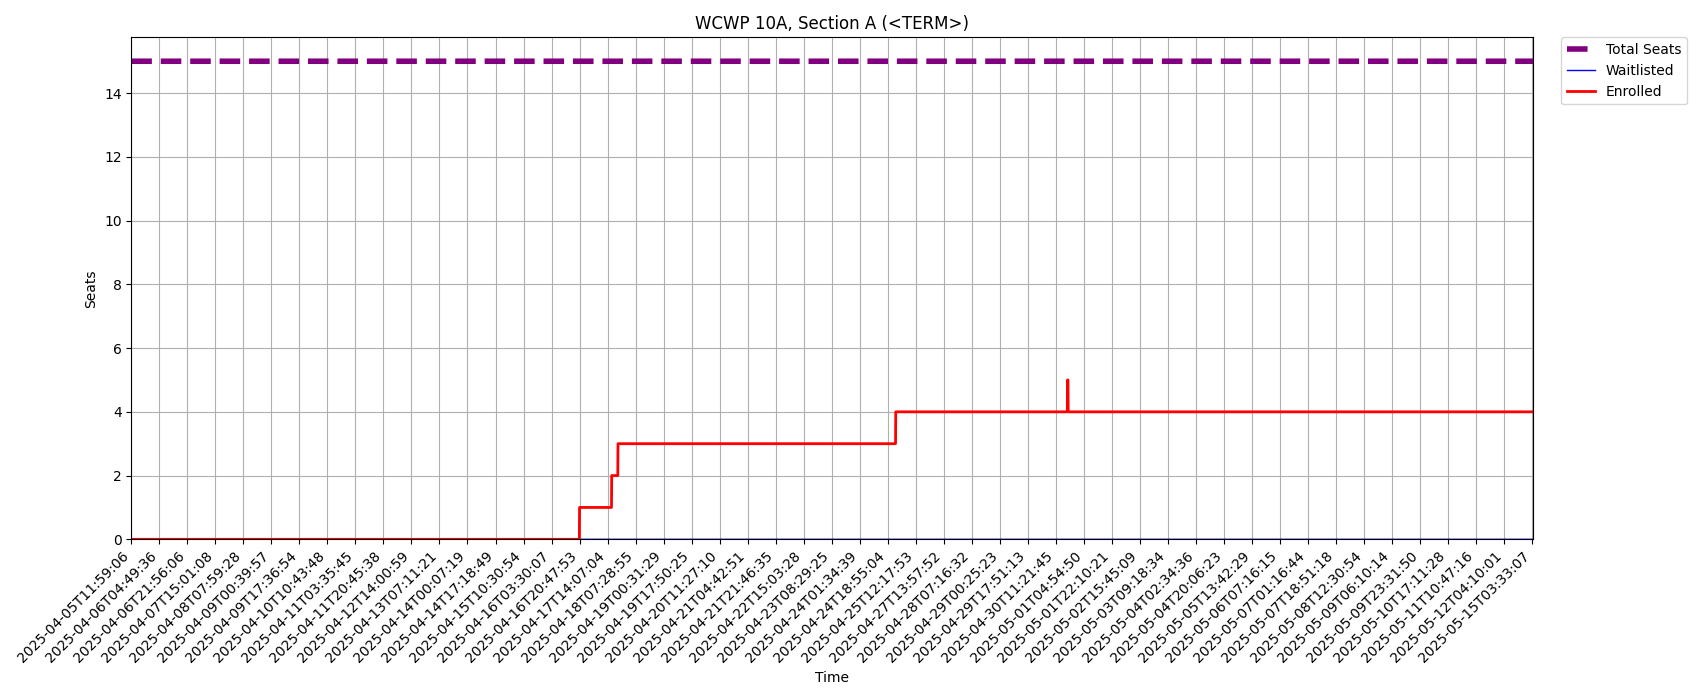 WCWP 10A, Section A (<TERM>)
Total Seats
Waitlisted
Enrolled
Seats
14
12
10
8
6
4
2
0
2025-04-05T11:59:06
2025-04-06T04:49:36
2025-04-06T21:56:06
2025-04-07T15:01:08
2025-04-08T07:59:28
2025-04-09T00:39:57
2025-04-09T17:36:54
2025-04-10T10:43:48
2025-04-11T03:35:45
2025-04-11T20:45:38
2025-04-12T14:00:59
2025-04-13T07:11:21
2025-04-14T00:07:19
2025-04-14T17:18:49
2025-04-15T10:30:54
2025-04-16T03:30:07
2025-04-16T20:47:53
2025-04-17T14:07:04
2025-04-18T07:28:55
2025-04-19T00:31:29
2025-04-19T17:50:25
2025-04-20T11:27:10
2025-04-21T04:42:51
2025-04-21T21:46:35
2025-04-22T15:03:28
2025-04-23T08:29:25
2025-04-24T01:34:39
2025-04-24T18:55:04
2025-04-25T12:17:53
2025-04-27T13:57:52
2025-04-28T07:16:32
2025-04-29T00:25:23
2025-04-29T17:51:13
2025-04-30T11:21:45
2025-05-01T04:54:50
2025-05-01T22:10:21
2025-05-02T15:45:09
2025-05-03T09:18:34
2025-05-04T02:34:36
2025-05-04T20:06:23
2025-05-05T13:42:29
2025-05-06T07:16:15
2025-05-07T01:16:44
2025-05-07T18:51:18
2025-05-08T12:30:54
2025-05-09T06:10:14
2025-05-09T23:31:50
2025-05-10T17:11:28
2025-05-11T10:47:16
2025-05-12T04:10:01
2025-05-15T03:33:07
Time